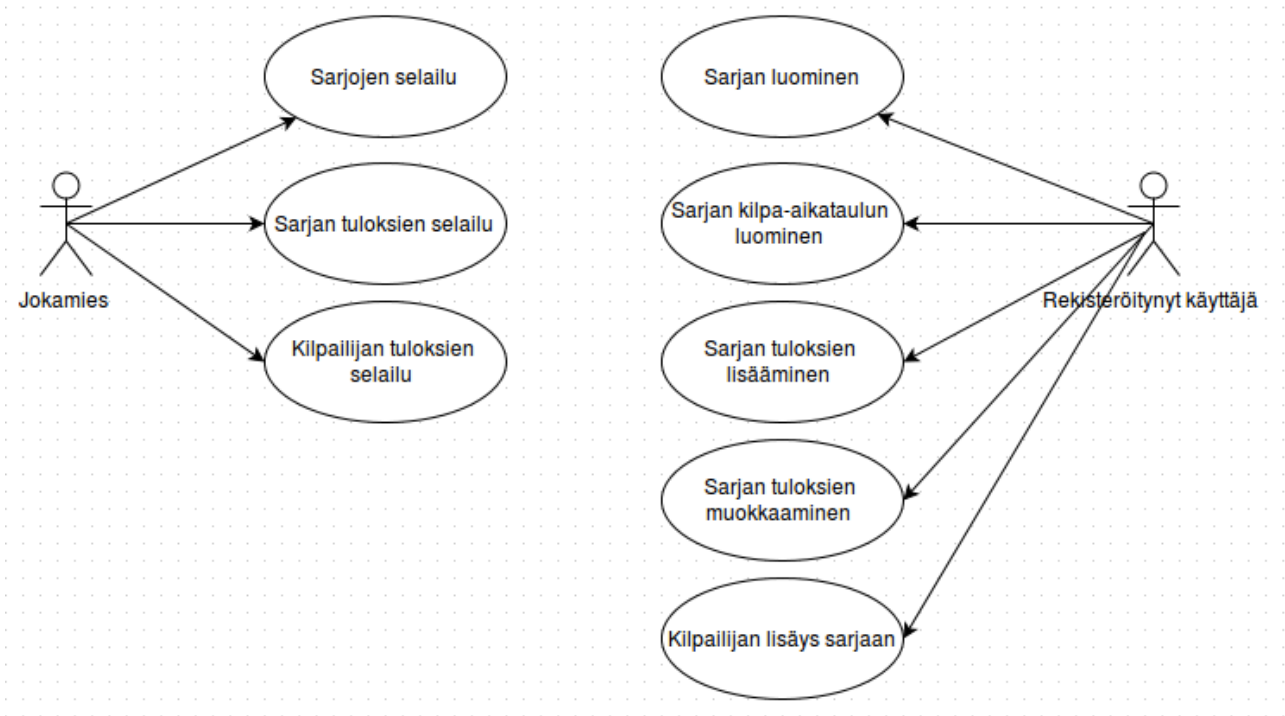 Sarjojen selailu
Sarjan tuloksien selailu
Kilpailijan tuloksien
selailu
Jokamies
Sarjan luominen
Sarjan kilpa-aikataulun
luominen
Sarjan tuloksien
lisääminen
Sarjan tuloksien
muokkaaminen
Kilpailijan lisäys sarjaan
Rekisteröitynyt käyttäjä